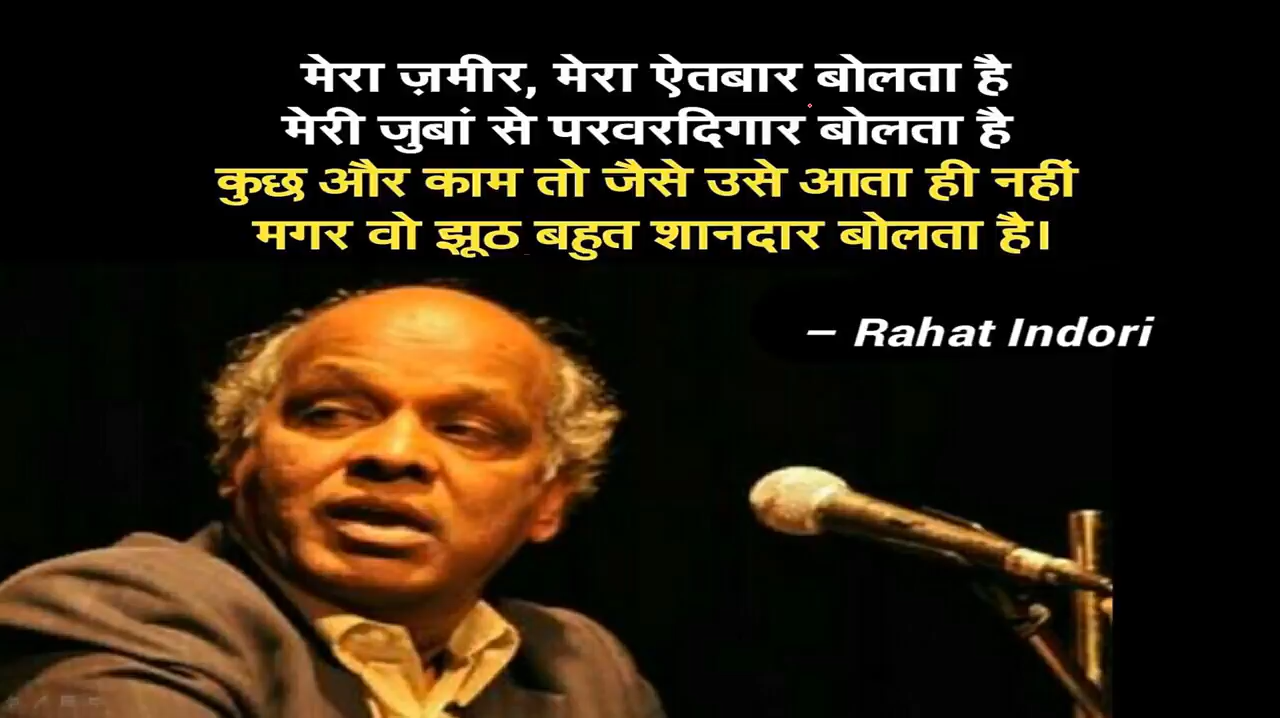 मेरा ज़मीर, मेरा ऐतबार बोलता है
मेरी जुबां से परवरदिगार बोलता है
कुछ और काम तो जैसे उसे आता ही नहीं
मगर वो झूठ बहुत शानदार बोलता है।
– Rahat Indori